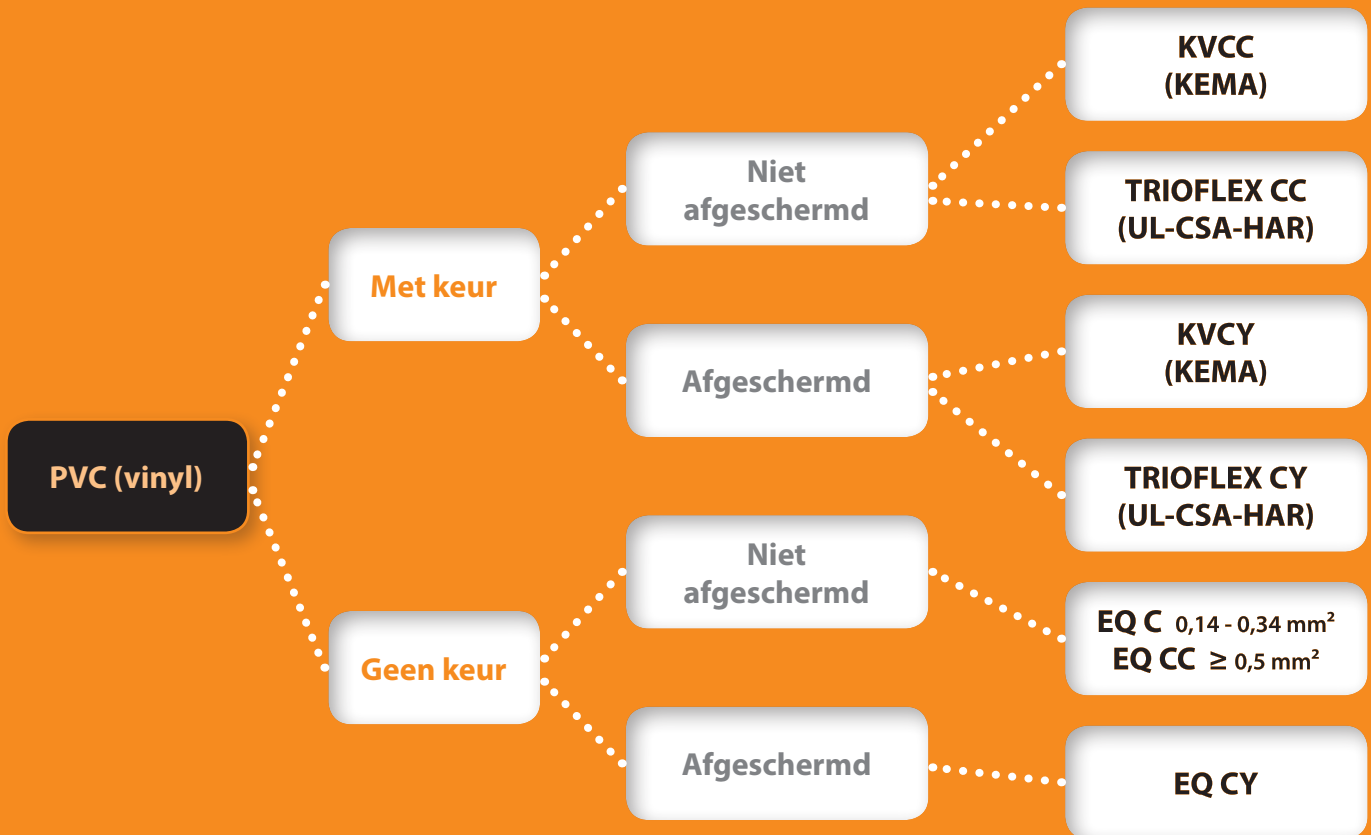 PVC (vinyl)
Met keur
Niet
afgeschermd
KVCC
(KEMA)
TRIOFLEX CC
(UL-CSA-HAR)
Afgeschermd
KVCY
(KEMA)
TRIOFLEX CY
(UL-CSA-HAR)
Geen keur
Niet
afgeschermd
EQ C 0,14 - 0,34 mm²
EQ CC ≥ 0,5 mm²
Afgeschermd
EQ CY